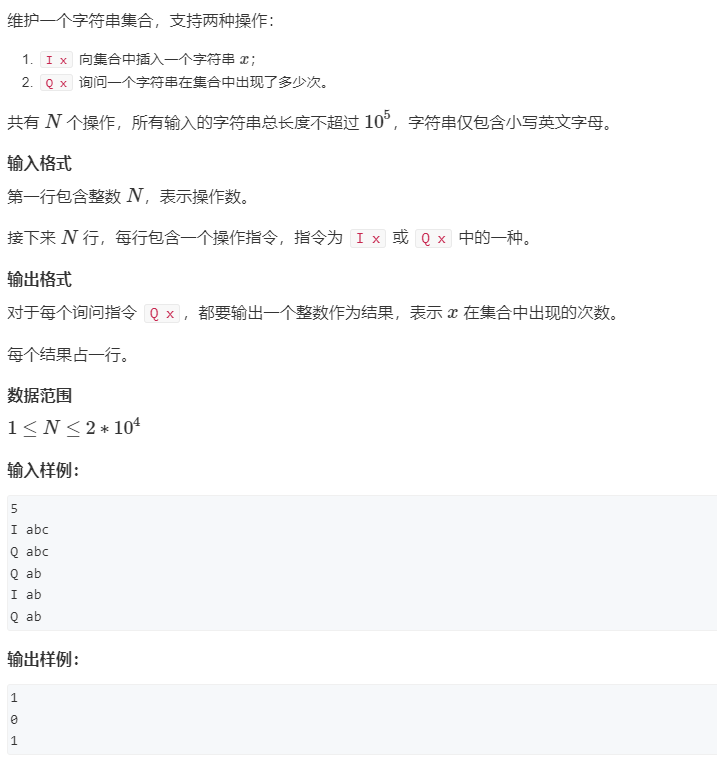 维护一个字符串集合，支持两种操作：
1. I x 向集合中插入一个字符串 x；
2. Q x 询问一个字符串在集合中出现了多少次。
共有 N 个操作，所有输入的字符串总长度不超过 10⁵，字符串仅包含小写英文字母。
输入格式
第一行包含整数 N，表示操作数。
接下来 N 行，每行包含一个操作指令，指令为 I x 或 Q x 中的一种。
输出格式
对于每个询问指令 Q x，都要输出一个整数作为结果，表示 x 在集合中出现的次数。
每个结果占一行。
数据范围
1 ≤ N ≤ 2 * 10⁴
输入样例：
5
I abc
Q abc
Q ab
I ab
Q ab
输出样例：
1
0
1